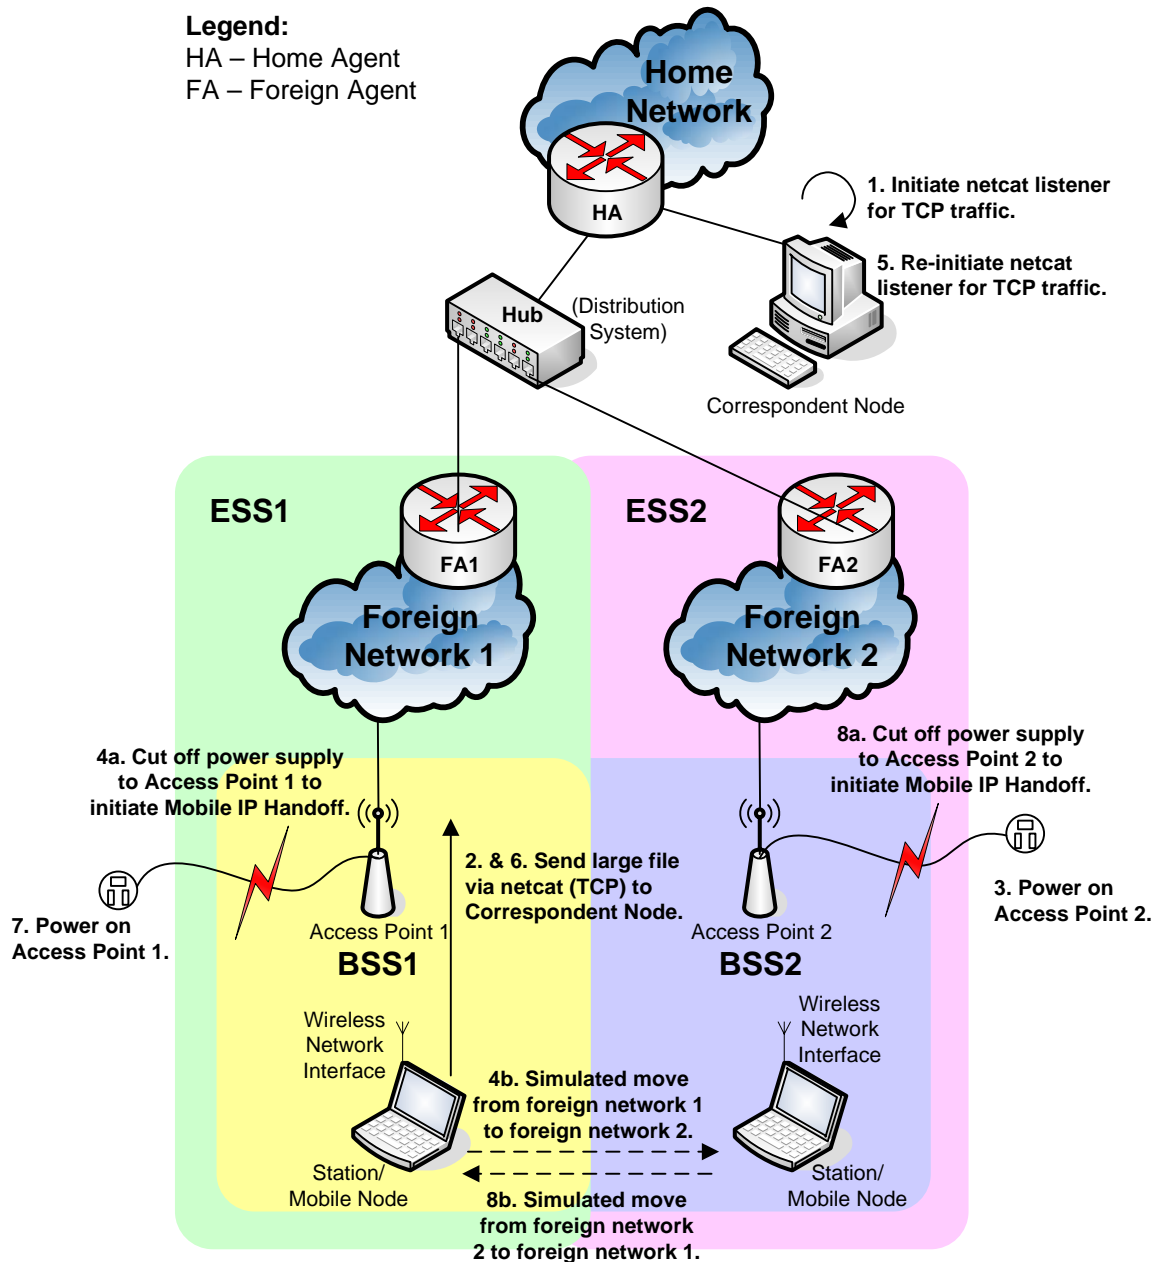 Legend:
HA – Home Agent
FA – Foreign Agent
Home
Network
HA
1. Initiate netcat listener
for TCP traffic.
5. Re-initiate netcat
listener for TCP traffic.
Hub
(Distribution
System)
Correspondent Node
ESS1
ESS2
FA1
FA2
Foreign
Network 1
Foreign
Network 2
4a. Cut off power supply
to Access Point 1 to
initiate Mobile IP Handoff.
8a. Cut off power supply
to Access Point 2 to
initiate Mobile IP Handoff.
2. & 6. Send large file
via netcat (TCP) to
Correspondent Node.
3. Power on
Access Point 2.
7. Power on
Access Point 1.
Access Point 1
Access Point 2
BSS1
BSS2
Wireless
Network
Interface
Wireless
Network
Interface
4b. Simulated move
from foreign network 1
to foreign network 2.
Station/
Mobile Node
Station/
Mobile Node
8b. Simulated move
from foreign network
2 to foreign network 1.